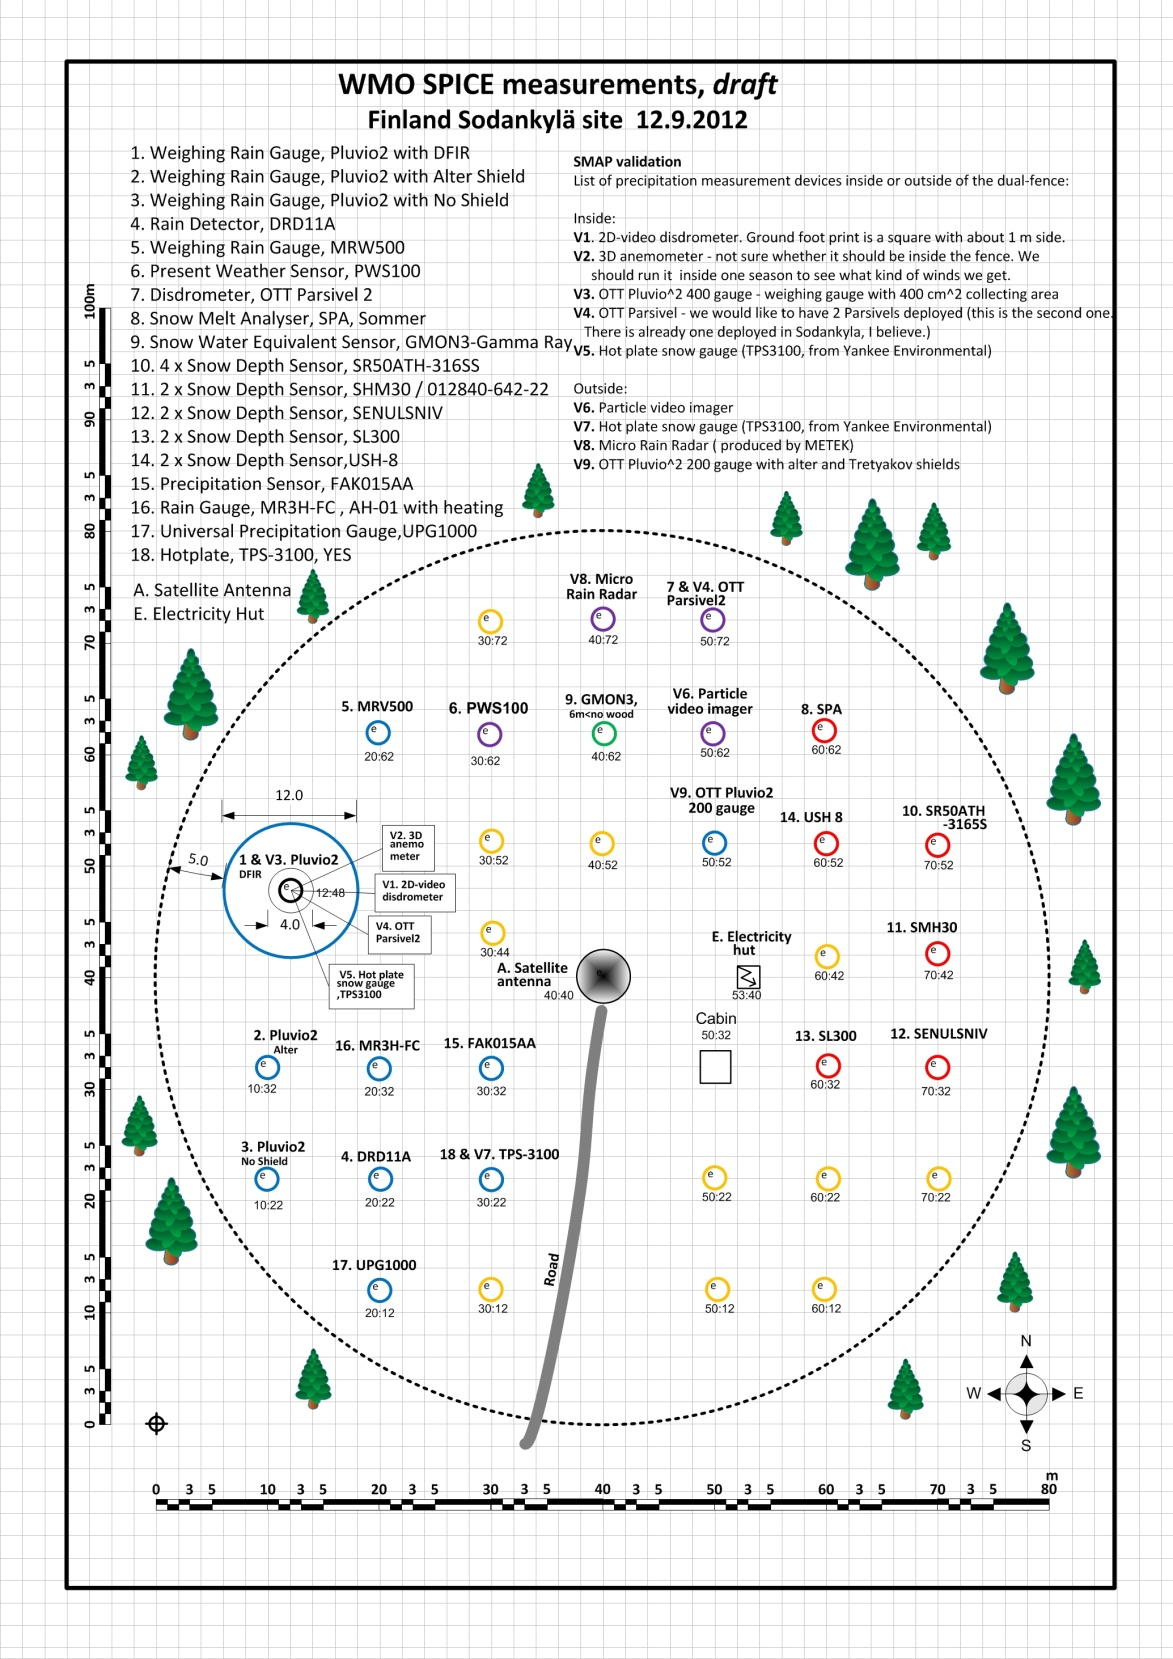 WMO SPICE measurements, draft
Finland Sodankylä site 12.9.2012
1. Weighing Rain Gauge, Pluvio2 with DFIR
2. Weighing Rain Gauge, Pluvio2 with Alter Shield
3. Weighing Rain Gauge, Pluvio2 with No Shield
4. Rain Detector, DRD11A
5. Weighing Rain Gauge, MRW500
6. Present Weather Sensor, PWS100
7. Disdrometer, OTT Parsivel 2
8. Snow Melt Analyser, SPA, Sommer
9. Snow Water Equivalent Sensor, GMON3-Gamma Ray
10. 4 x Snow Depth Sensor, SR50ATH-316SS
11. 2 x Snow Depth Sensor, SHM30 / 012840-642-22
12. 2 x Snow Depth Sensor, SENULSNIV
13. 2 x Snow Depth Sensor, SL300
14. 2 x Snow Depth Sensor,USH-8
15. Precipitation Sensor, FAK015AA
16. Rain Gauge, MR3H-FC , AH-01 with heating
17. Universal Precipitation Gauge,UPG1000
18. Hotplate, TPS-3100, YES
A. Satellite Antenna
E. Electricity Hut
SMAP validation
List of precipitation measurement devices inside or outside of the dual-fence:
Inside:
V1. 2D-video disdrometer. Ground foot print is a square with about 1 m side.
V2. 3D anemometer - not sure whether it should be inside the fence. We
should run it inside one season to see what kind of winds we get.
V3. OTT Pluvio^2 400 gauge - weighing gauge with 400 cm^2 collecting area
V4. OTT Parsivel - we would like to have 2 Parsivels deployed (this is the second one.
There is already one deployed in Sodankyla, I believe.)
V5. Hot plate snow gauge (TPS3100, from Yankee Environmental)
Outside:
V6. Particle video imager
V7. Hot plate snow gauge (TPS3100, from Yankee Environmental)
V8. Micro Rain Radar ( produced by METEK)
V9. OTT Pluvio^2 200 gauge with alter and Tretyakov shields
100m
5
3
90
5
3
80
5
3
70
5
3
60
5
3
50
5
3
40
5
3
30
5
3
20
5
3
10
5
3
0
e
30:72
V8. Micro
Rain Radar
e
40:72
7 & V4. OTT
Parsivel2
e
50:72
5. MRV500
e
20:62
6. PWS100
e
30:62
9. GMON3,
6m<no wood
e
40:62
V6. Particle
video imager
e
50:62
8. SPA
e
60:62
12.0
5.0
1 & V3. Pluvio2
DFIR
e
12:48
4.0
V2. 3D
anemo
meter
V1. 2D-video
disdrometer
V4. OTT
Parsivel2
V5. Hot plate
snow gauge
,TPS3100
e
30:52
e
40:52
V9. OTT Pluvio2
200 gauge
e
50:52
14. USH 8
e
60:52
10. SR50ATH
-3165S
e
70:52
e
30:44
A. Satellite
antenna
e
40:40
E. Electricity
hut
53:40
e
60:42
11. SMH30
e
70:42
2. Pluvio2
Alter
e
10:32
16. MR3H-FC
e
20:32
15. FAK015AA
e
30:32
Cabin
50:32
13. SL300
e
60:32
12. SENULSNIV
e
70:32
3. Pluvio2
No Shield
e
10:22
4. DRD11A
e
20:22
18 & V7. TPS-3100
e
30:22
e
50:22
e
60:22
e
70:22
17. UPG1000
e
20:12
e
30:12
Road
e
50:12
e
60:12
N
W
E
S
m
0 3 5 10 3 5 20 3 5 30 3 5 40 3 5 50 3 5 60 3 5 70 3 5 80